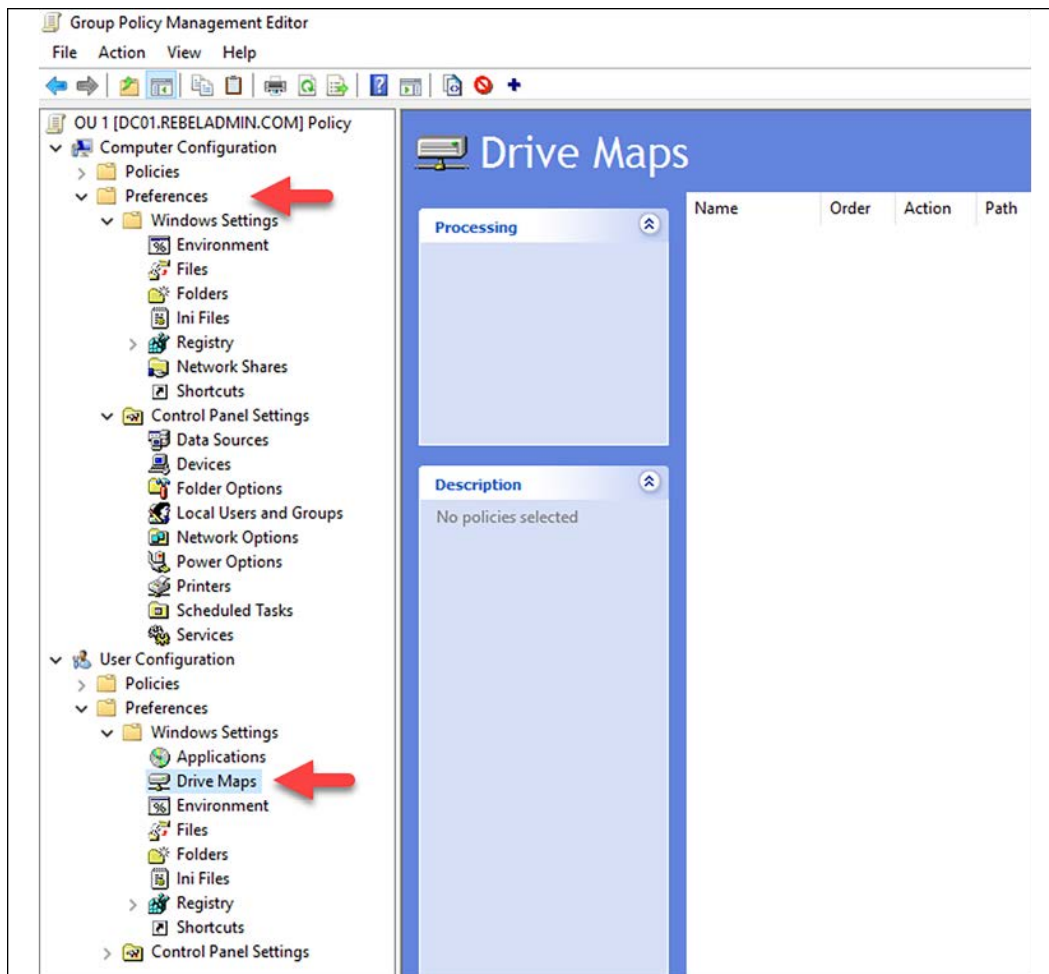 Group Policy Management Editor
File Action View Help
OU 1 [DC01.REBELADMIN.COM] Policy
Computer Configuration
Policies
Preferences
Windows Settings
Environment
Files
Folders
Ini Files
Registry
Network Shares
Shortcuts
Control Panel Settings
Data Sources
Devices
Folder Options
Local Users and Groups
Network Options
Power Options
Printers
Scheduled Tasks
Services
User Configuration
Policies
Preferences
Windows Settings
Applications
Drive Maps
Environment
Files
Folders
Ini Files
Registry
Shortcuts
Control Panel Settings
Drive Maps
Processing
Description
No policies selected
Name Order Action Path